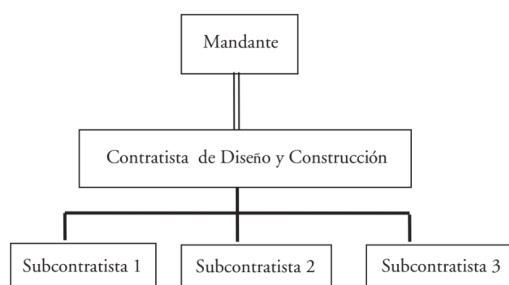 Mandante
Contratista de Diseño y Construcción
Subcontratista 1
Subcontratista 2
Subcontratista 3